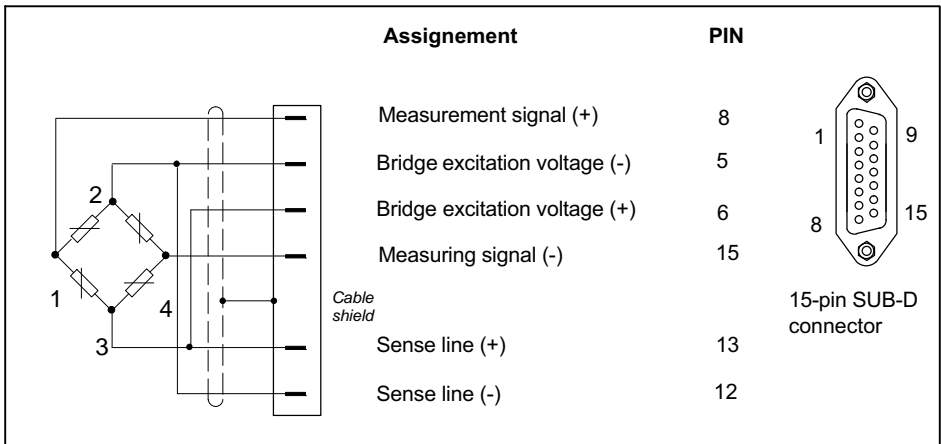 Assignement PIN
Measurement signal (+) 8
Bridge excitation voltage (-) 5
Bridge excitation voltage (+) 6
Measuring signal (-) 15
Cable
shield
Sense line (+) 13
Sense line (-) 12
2
1
4
3
1 9
8 15
15-pin SUB-D
connector